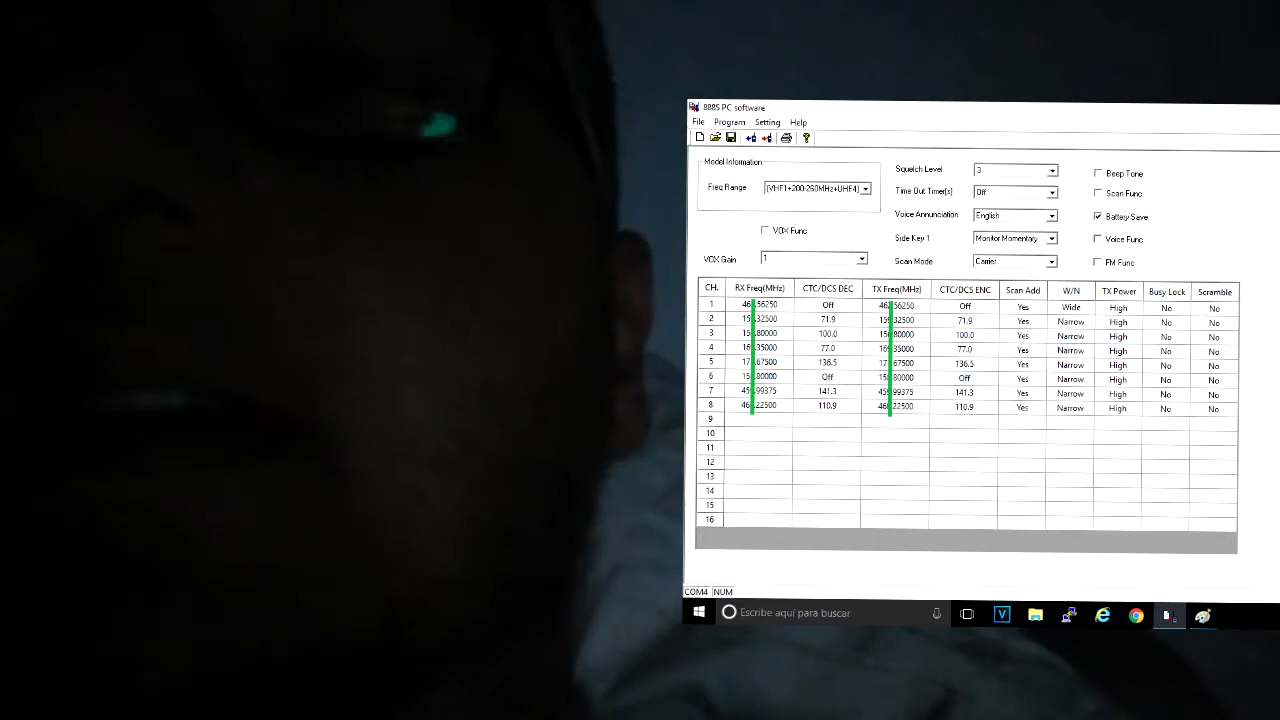 888S PC software
File Program Setting Help
Model Information
Freq Range [VHF1+200-260MHz+UHF4]
VOX Func
VOX Gain 1
Squelch Level 3
Time Out Timer[s] Off
Voice Annunciation English
Side Key 1 Monitor Momentary
Scan Mode Carrier
Beep Tone
Scan Func
Battery Save
Voice Func
FM Func
CH. RX Freq(MHz) CTC/DCS DEC TX Freq(MHz) CTC/DCS ENC Scan Add W/N TX Power Busy Lock Scramble
1 Off Off Yes Wide High No No
2 71.9 71.9 Yes Narrow High No No
3 100.0 100.0 Yes Narrow High No No
4 77.0 77.0 Yes Narrow High No No
5 136.5 136.5 Yes Narrow High No No
6 Off Off Yes Narrow High No No
7 141.3 141.3 Yes Narrow High No No
8 110.9 110.9 Yes Narrow High No No
9
10
11
12
13
14
15
16
COM4 NUM
Escribe aquí para buscar